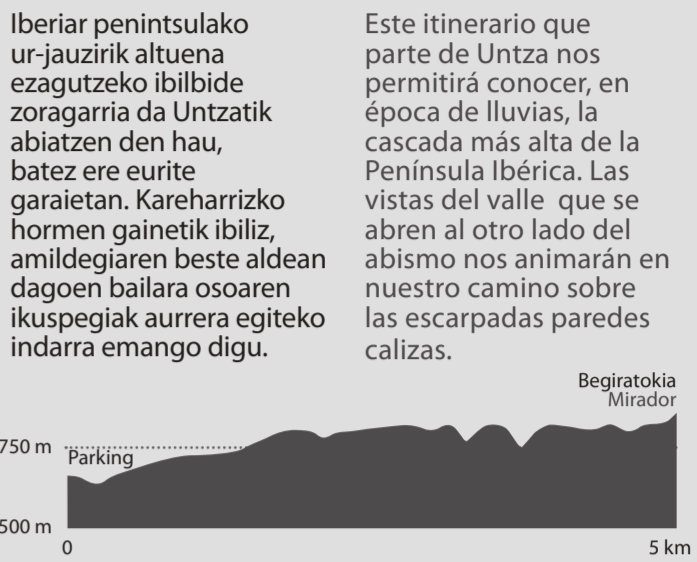 Iberiar penintsulako
ur-jauzirik altuena
ezagutzeko ibilbide
zoragarria da Untzatik
abiatzen den hau,
batez ere eurite
garaietan. Kareharrizko
hormen gainetik ibiliz,
amildegiaren beste aldean
dagoen bailara osoaren
ikuspegiak aurrera egiteko
indarra emango digu.
Este itinerario que
parte de Untza nos
permitirá conocer, en
época de lluvias, la
cascada más alta de la
Península Ibérica. Las
vistas del valle que se
abren al otro lado del
abismo nos animarán en
nuestro camino sobre
las escarpadas paredes
calizas.
Begiratokia
Mirador
750 m
Parking
500 m
0
5 km